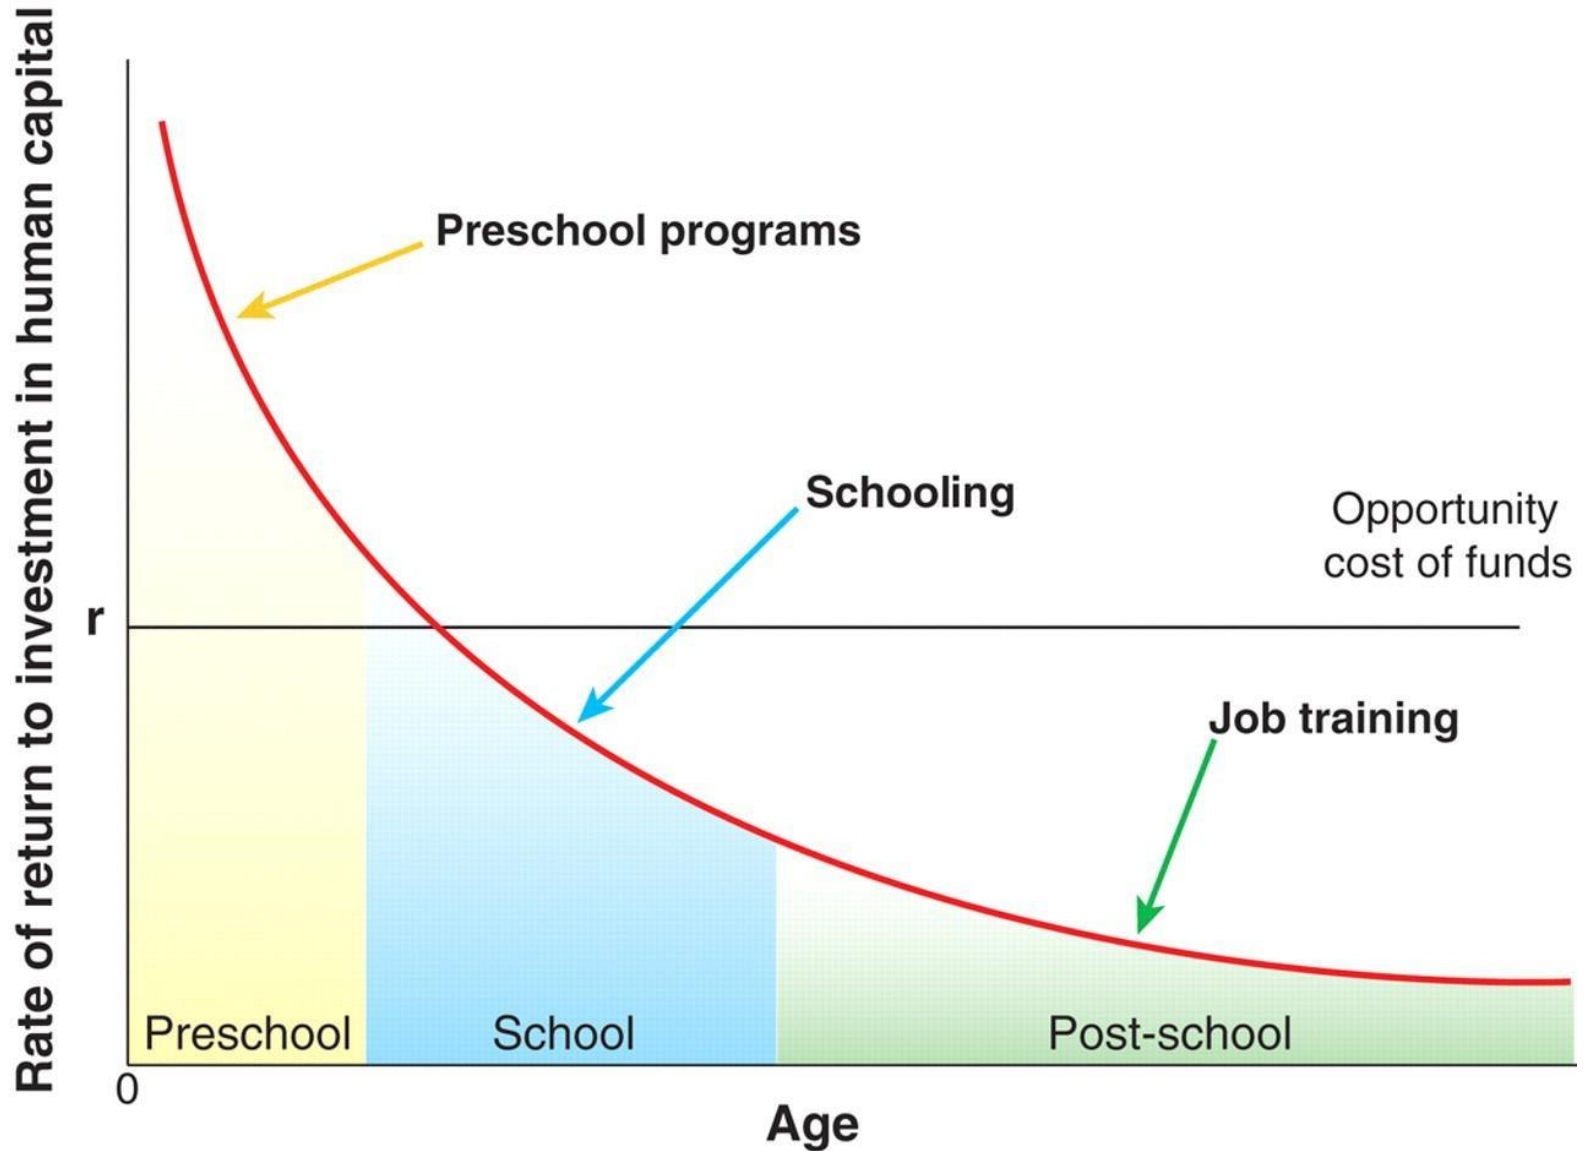 Rate of return to investment in human capital
Preschool programs
Schooling
Opportunity
cost of funds
r
Job training
Preschool
School
Post-school
0
Age